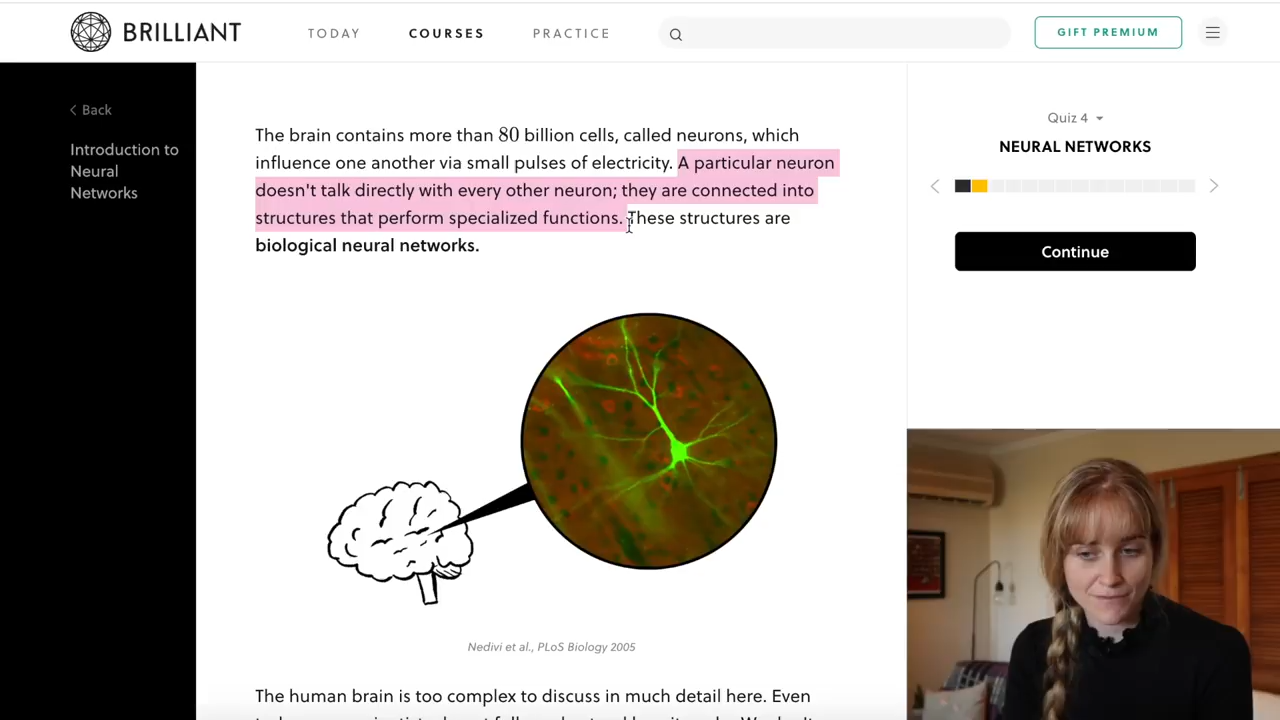 BRILLIANT
TODAY
COURSES
PRACTICE
GIFT PREMIUM
Back
Introduction to
Neural
Networks
The brain contains more than 80 billion cells, called neurons, which
influence one another via small pulses of electricity. A particular neuron
doesn't talk directly with every other neuron; they are connected into
structures that perform specialized functions. These structures are
biological neural networks.
Nedivi et al., PLoS Biology 2005
The human brain is too complex to discuss in much detail here. Even
Quiz 4
NEURAL NETWORKS
Continue